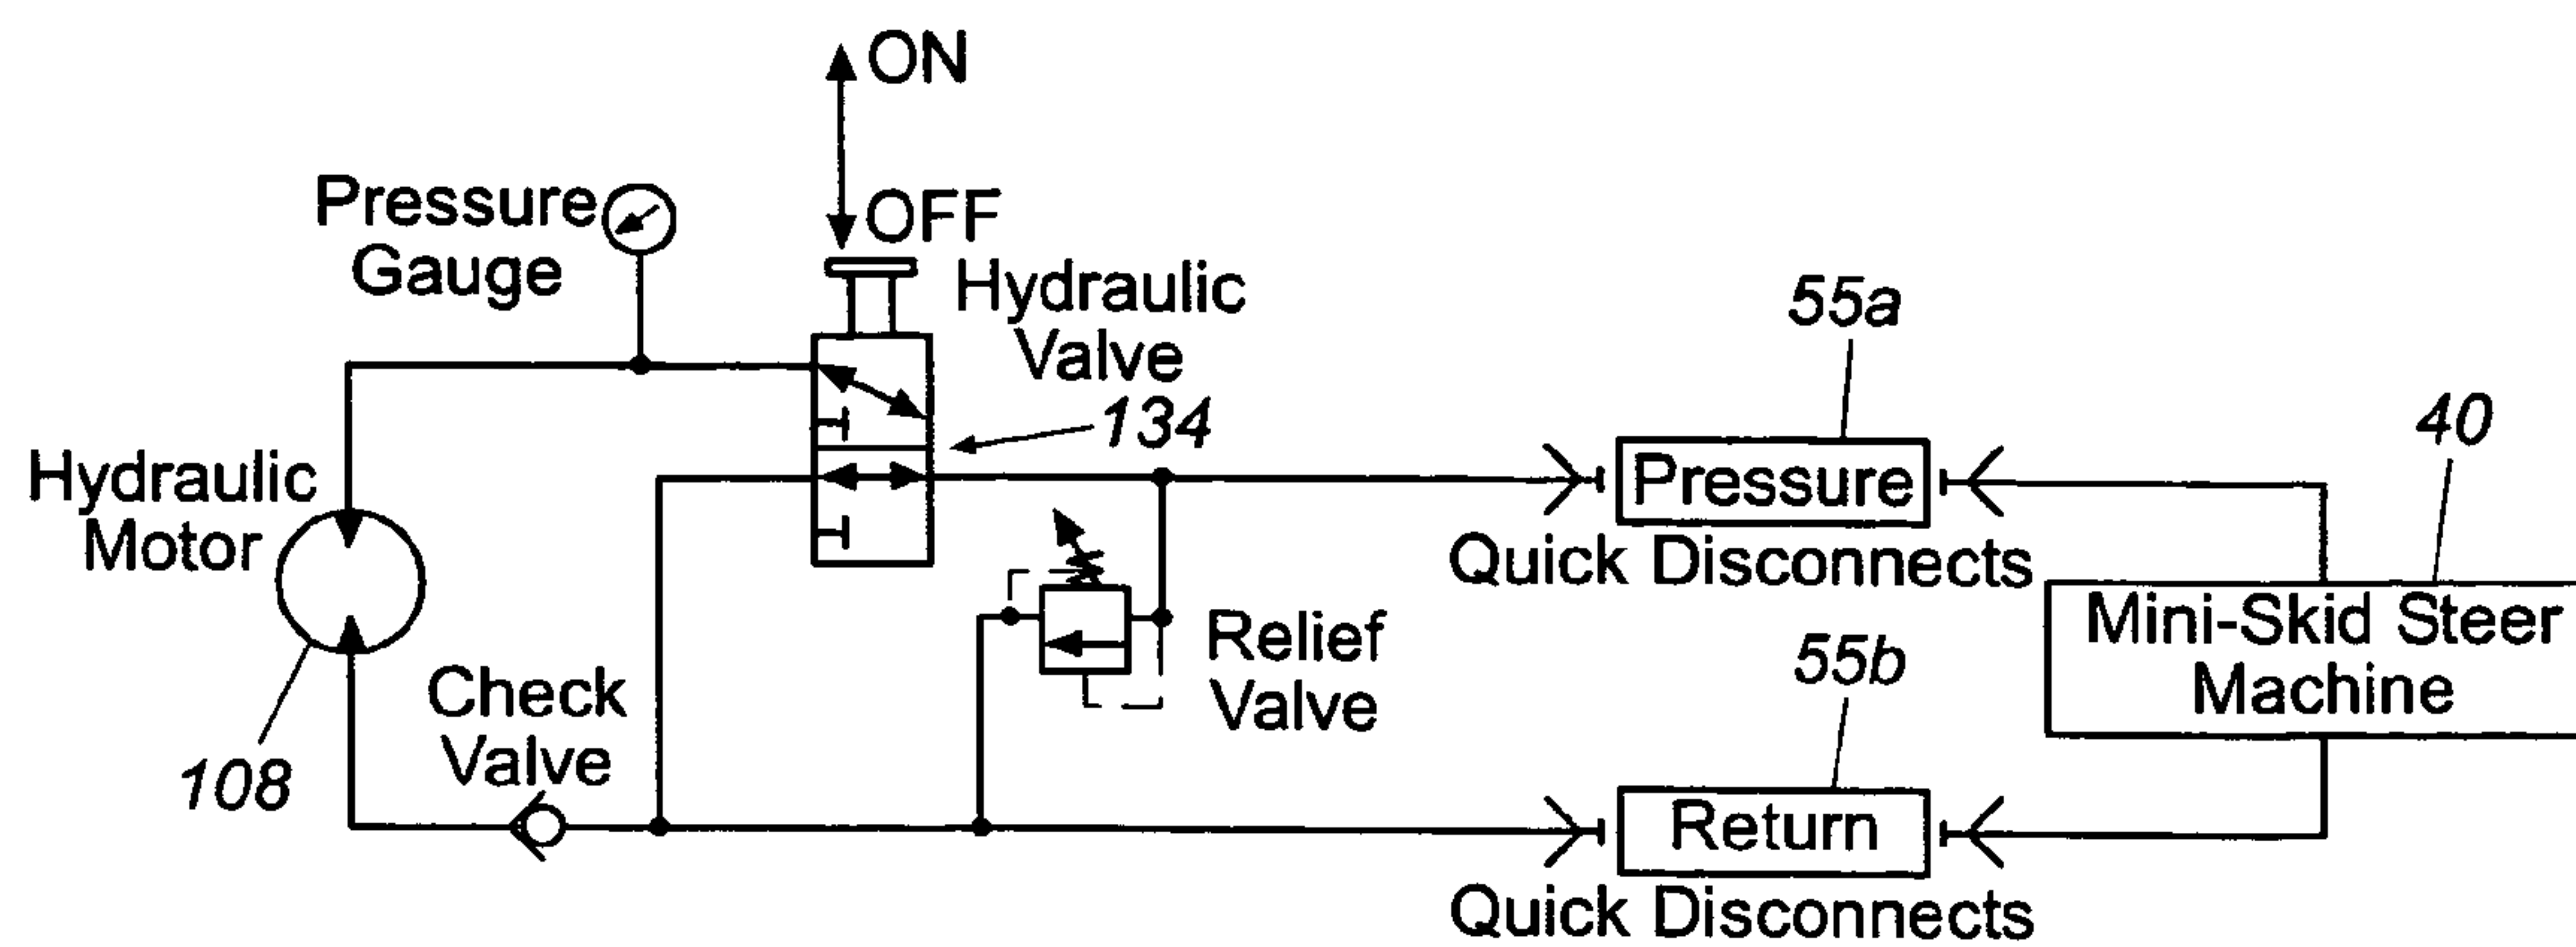 ON
OFF
Pressure
Gauge
Hydraulic
Valve
134
55a
40
Hydraulic
Motor
Pressure
Quick Disconnects
Mini-Skid Steer
Machine
Relief
Valve
55b
Check
Valve
108
Return
Quick Disconnects